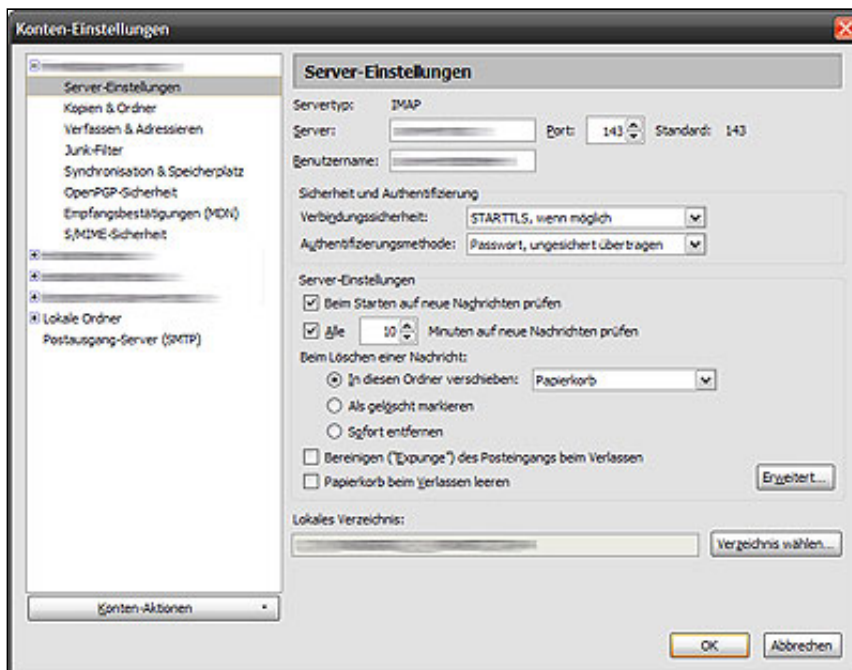 Konten-Einstellungen
Server-Einstellungen
Kopien & Ordner
Verfassen & Adressieren
Junk-Filter
Synchronisation & Speicherplatz
OpenPGP-Sicherheit
Empfangsbestätigungen (MDN)
S/MIME-Sicherheit
Lokale Ordner
Postausgang-Server (SMTP)
Konten-Aktionen
Server-Einstellungen
Servertyp: IMAP
Server: Port: 143 Standard: 143
Benutzername:
Sicherheit und Authentifizierung
Verbindungssicherheit: STARTTLS, wenn möglich
Authentifizierungsmethode: Passwort, ungesichert übertragen
Server-Einstellungen
Beim Starten auf neue Nachrichten prüfen
Alle 10 Minuten auf neue Nachrichten prüfen
Beim Löschen einer Nachricht:
In diesen Ordner verschieben: Papierkorb
Als gelöscht markieren
Sofort entfernen
Bereinigen ("Expunge") des Posteingangs beim Verlassen
Papierkorb beim Verlassen leeren
Erweitert...
Lokales Verzeichnis:
Verzeichnis wählen...
OK Abbrechen